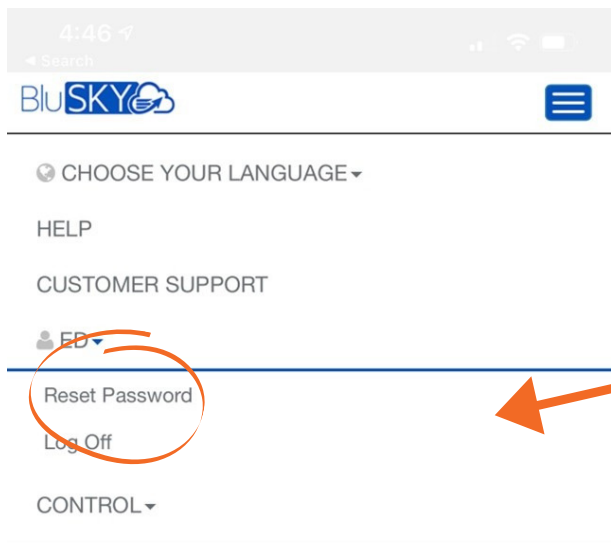 4:46
◂ Search
BluSKY
CHOOSE YOUR LANGUAGE
HELP
CUSTOMER SUPPORT
ED
Reset Password
Log Off
CONTROL